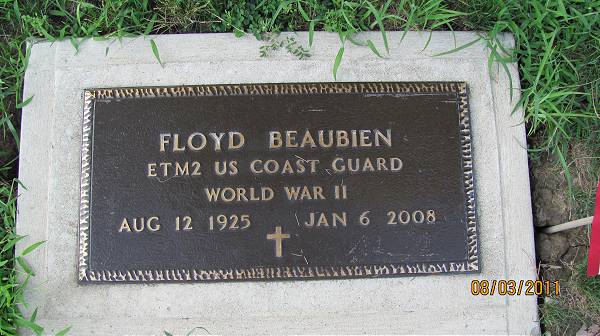 FLOYD BEAUBIEN
ETM2 US COAST GUARD
WORLD WAR II
AUG 12 1925 JAN 6 2008
08/03/2011